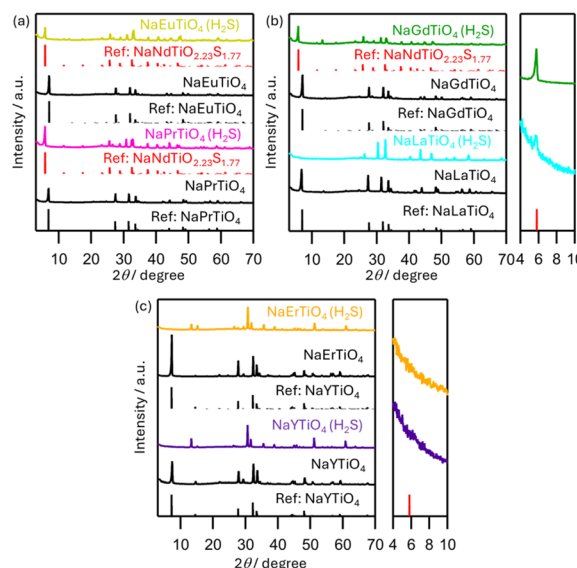 (a)
NaEuTiO4 (H2S)
Ref: NaNdTiO2.23S1.77
NaEuTiO4
Ref: NaEuTiO4
NaPrTiO4 (H2S)
Ref: NaNdTiO2.23S1.77
NaPrTiO4
Ref: NaPrTiO4
Intensity / a.u.
10 20 30 40 50 60 70
2θ / degree
(b)
NaGdTiO4 (H2S)
Ref: NaNdTiO2.23S1.77
NaGdTiO4
Ref: NaGdTiO4
NaLaTiO4 (H2S)
NaLaTiO4
Ref: NaLaTiO4
Intensity / a.u.
10 20 30 40 50 60 70
2θ / degree
4 6 8 10
(c)
NaErTiO4 (H2S)
NaErTiO4
Ref: NaYTiO4
NaYTiO4 (H2S)
NaYTiO4
Ref: NaYTiO4
Intensity / a.u.
10 20 30 40 50 60 70
2θ / degree
4 6 8 10